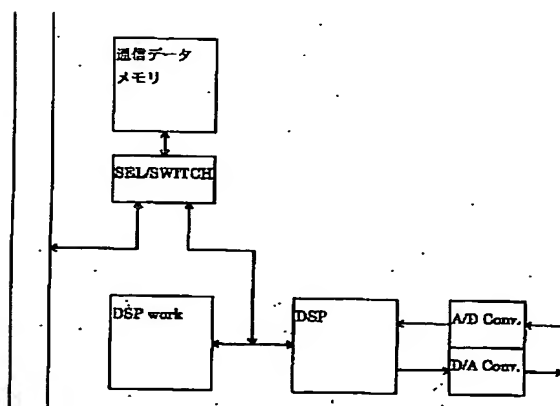 通信データ
メモリ
SEL/SWITCH
DSP work
DSP
A/D Conv.
D/A Conv.